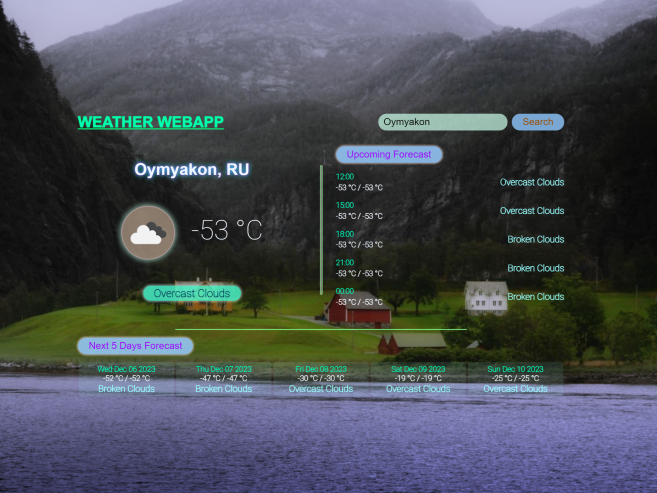 WEATHER WEBAPP
Oymyakon
Search
Oymyakon, RU
-53 °C
Overcast Clouds
Upcoming Forecast
12:00
-53 °C / -53 °C
Overcast Clouds
15:00
-53 °C / -53 °C
Overcast Clouds
18:00
-53 °C / -53 °C
Broken Clouds
21:00
-53 °C / -53 °C
Broken Clouds
00:00
-53 °C / -53 °C
Broken Clouds
Next 5 Days Forecast
Wed Dec 06 2023
-52 °C / -52 °C
Broken Clouds
Thu Dec 07 2023
-47 °C / -47 °C
Broken Clouds
Fri Dec 08 2023
-30 °C / -30 °C
Overcast Clouds
Sat Dec 09 2023
-19 °C / -19 °C
Overcast Clouds
Sun Dec 10 2023
-25 °C / -25 °C
Overcast Clouds